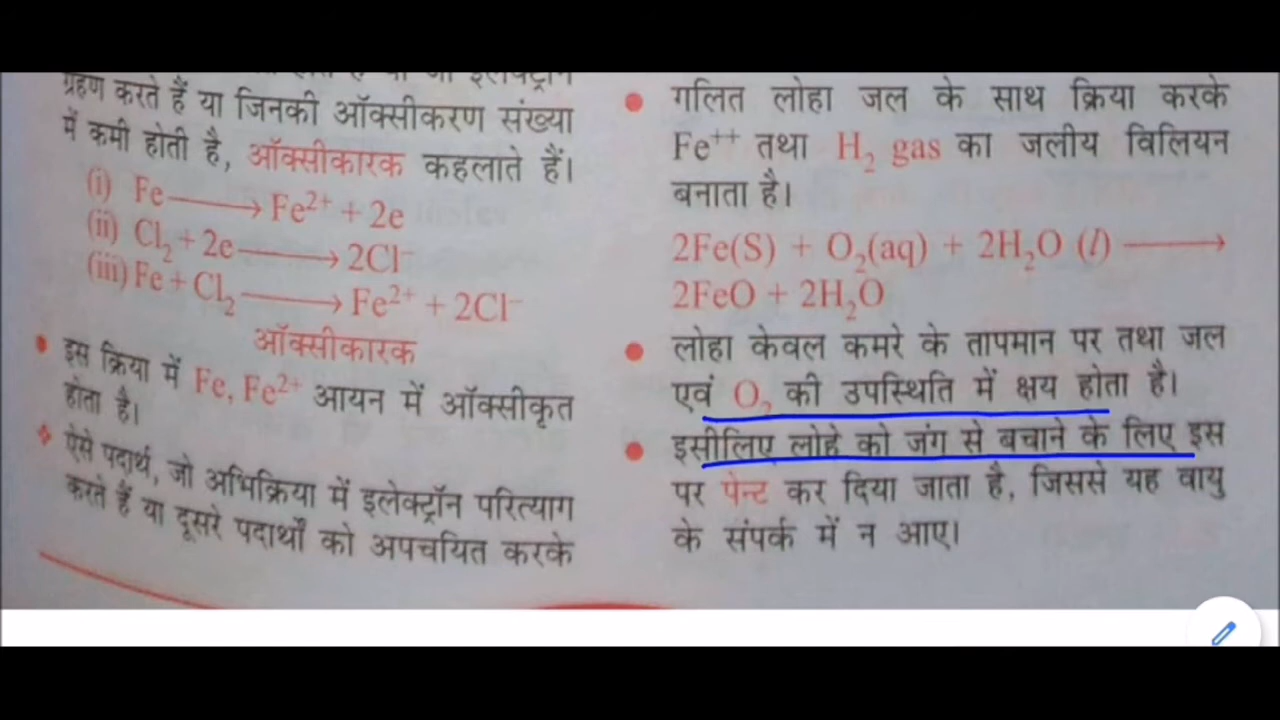 ग्रहण करते हैं या जिनकी ऑक्सीकरण संख्या
में कमी होती है, ऑक्सीकारक कहलाते हैं।
(i) Fe ⟶ Fe²⁺ + 2e
(ii) Cl₂ + 2e ⟶ 2Cl⁻
(iii) Fe + Cl₂ ⟶ Fe²⁺ + 2Cl⁻
ऑक्सीकारक
• इस क्रिया में Fe, Fe²⁺ आयन में ऑक्सीकृत
होता है।
❖ ऐसे पदार्थ, जो अभिक्रिया में इलेक्ट्रॉन परित्याग
करते हैं या दूसरे पदार्थों को अपचयित करके
• गलित लोहा जल के साथ क्रिया करके
Fe⁺⁺ तथा H₂ gas का जलीय विलियन
बनाता है।
2Fe(S) + O₂(aq) + 2H₂O (l) ⟶
2FeO + 2H₂O
• लोहा केवल कमरे के तापमान पर तथा जल
एवं O₂ की उपस्थिति में क्षय होता है।
• इसीलिए लोहे को जंग से बचाने के लिए इस
पर पेन्ट कर दिया जाता है, जिससे यह वायु
के संपर्क में न आए।